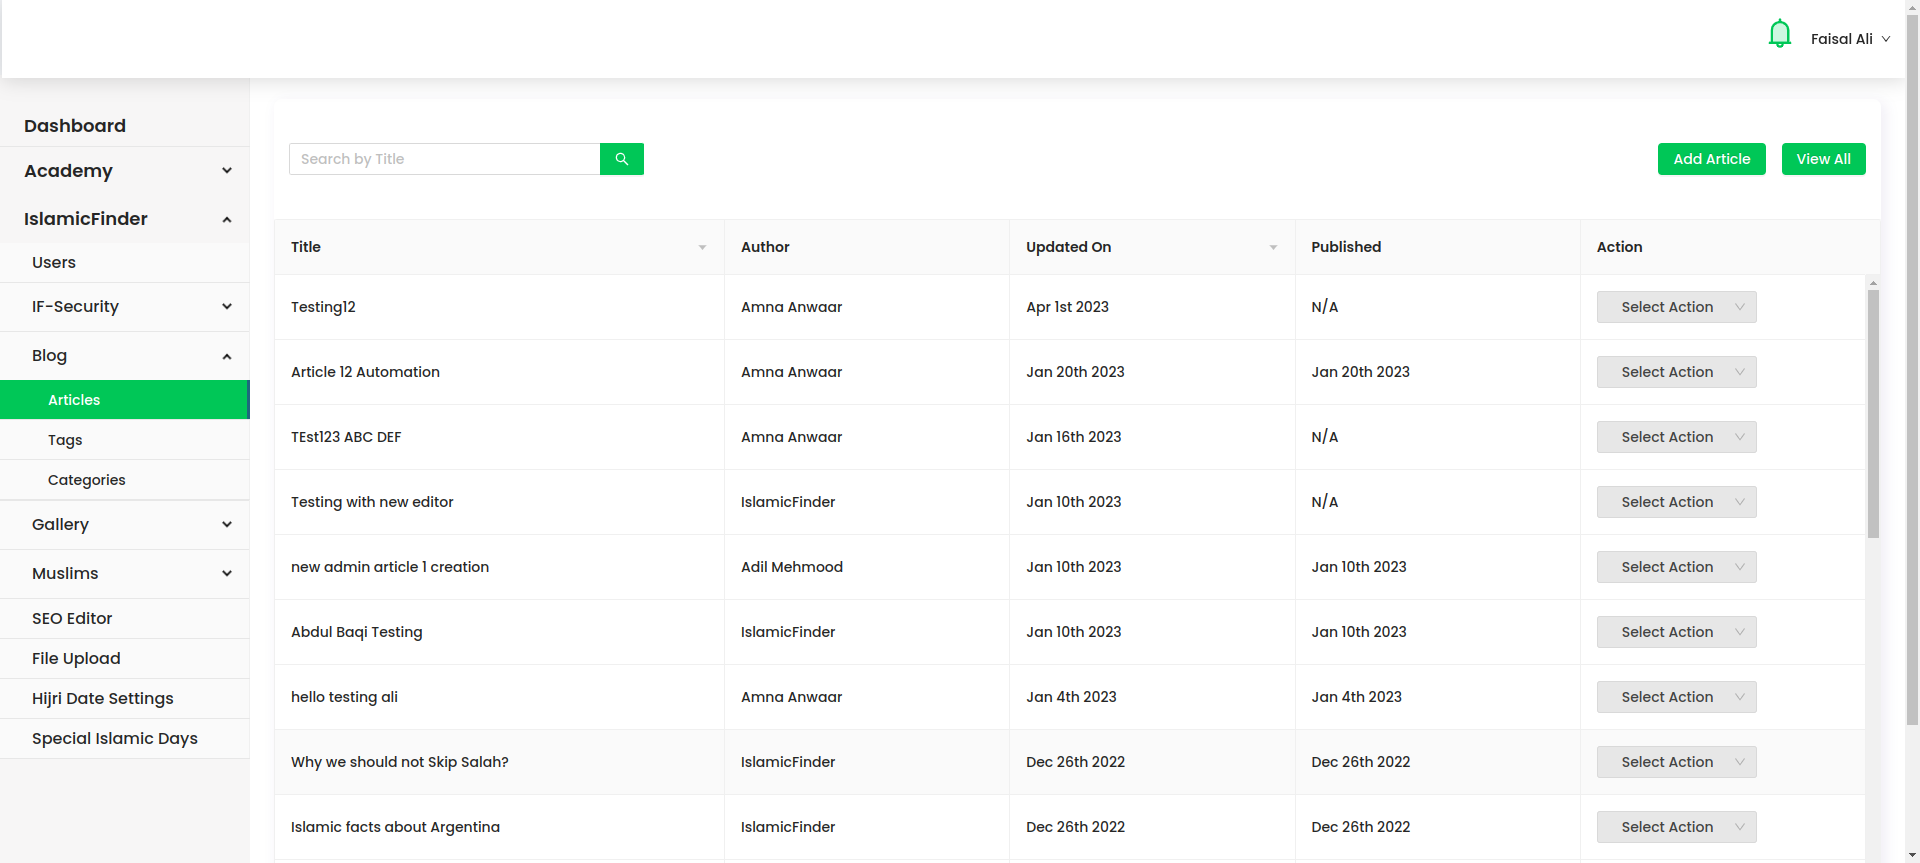 Faisal Ali
Dashboard
Academy
IslamicFinder
Users
IF-Security
Blog
Articles
Tags
Categories
Gallery
Muslims
SEO Editor
File Upload
Hijri Date Settings
Special Islamic Days
Search by Title
Add Article
View All
Title Author Updated On Published Action
Testing12 Amna Anwaar Apr 1st 2023 N/A Select Action
Article 12 Automation Amna Anwaar Jan 20th 2023 Jan 20th 2023 Select Action
TEst123 ABC DEF Amna Anwaar Jan 16th 2023 N/A Select Action
Testing with new editor IslamicFinder Jan 10th 2023 N/A Select Action
new admin article 1 creation Adil Mehmood Jan 10th 2023 Jan 10th 2023 Select Action
Abdul Baqi Testing IslamicFinder Jan 10th 2023 Jan 10th 2023 Select Action
hello testing ali Amna Anwaar Jan 4th 2023 Jan 4th 2023 Select Action
Why we should not Skip Salah? IslamicFinder Dec 26th 2022 Dec 26th 2022 Select Action
Islamic facts about Argentina IslamicFinder Dec 26th 2022 Dec 26th 2022 Select Action